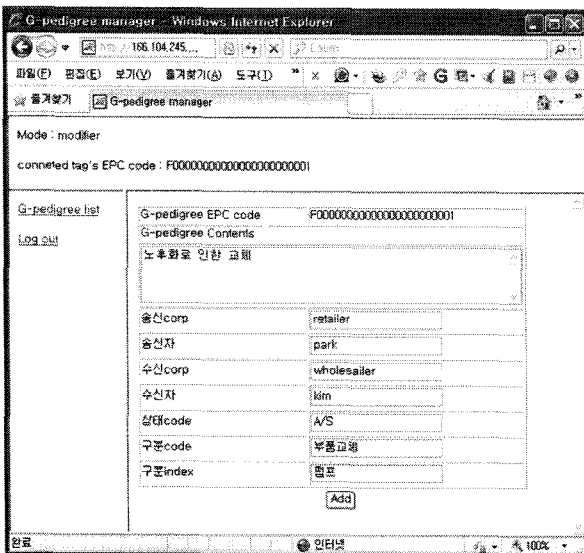 G-pedigree manager - Windows Internet Explorer
http://166.104.245....
파일(F) 편집(E) 보기(V) 즐겨찾기(A) 도구(T) »
즐겨찾기 G-pedigree manager
Mode : modifier
conneted tag's EPC code : F00000000000000000000001
G-pedigree list
Log out
G-pedigree EPC code F00000000000000000000001
G-pedigree Contents
노후화로 인한 교체
송신corp retailer
송신자 park
수신corp wholesailer
수신자 kim
상태code A/S
구분code 부품교체
구분index 펌프
Add
완료 인터넷 100%